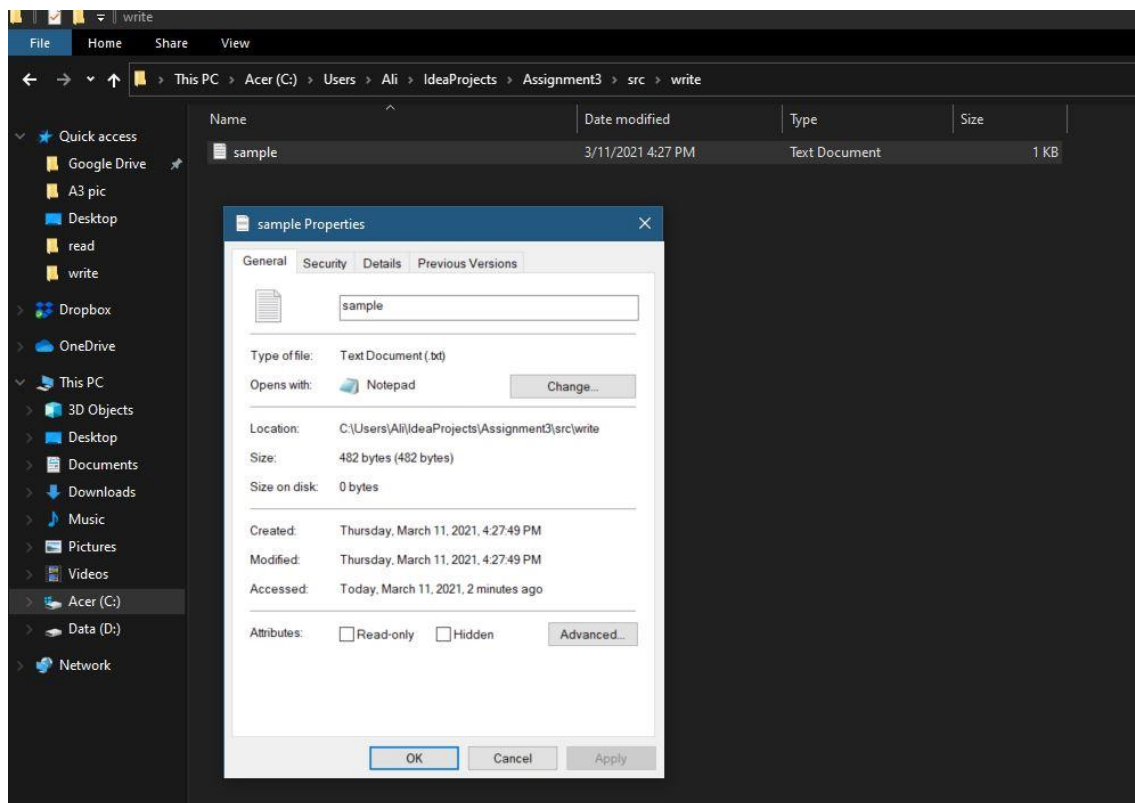 write
File Home Share View
This PC > Acer (C:) > Users > Ali > IdeaProjects > Assignment3 > src > write
Name Date modified Type Size
sample 3/11/2021 4:27 PM Text Document 1 KB
Quick access
Google Drive
A3 pic
Desktop
read
write
Dropbox
OneDrive
This PC
3D Objects
Desktop
Documents
Downloads
Music
Pictures
Videos
Acer (C:)
Data (D:)
Network
sample Properties
General Security Details Previous Versions
sample
Type of file: Text Document (.txt)
Opens with: Notepad Change...
Location: C:\Users\Ali\IdeaProjects\Assignment3\src\write
Size: 482 bytes (482 bytes)
Size on disk: 0 bytes
Created: Thursday, March 11, 2021, 4:27:49 PM
Modified: Thursday, March 11, 2021, 4:27:49 PM
Accessed: Today, March 11, 2021, 2 minutes ago
Attributes: Read-only Hidden Advanced...
OK Cancel Apply